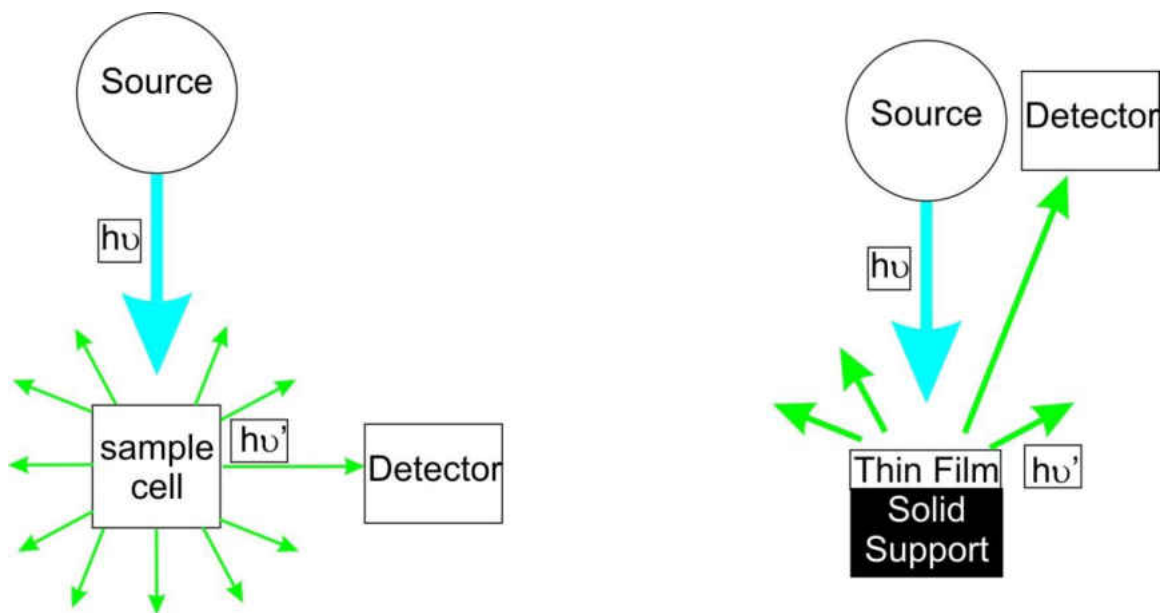 Source
hυ
sample
cell
hυ'
Detector
Source
Detector
hυ
Thin Film
hυ'
Solid
Support